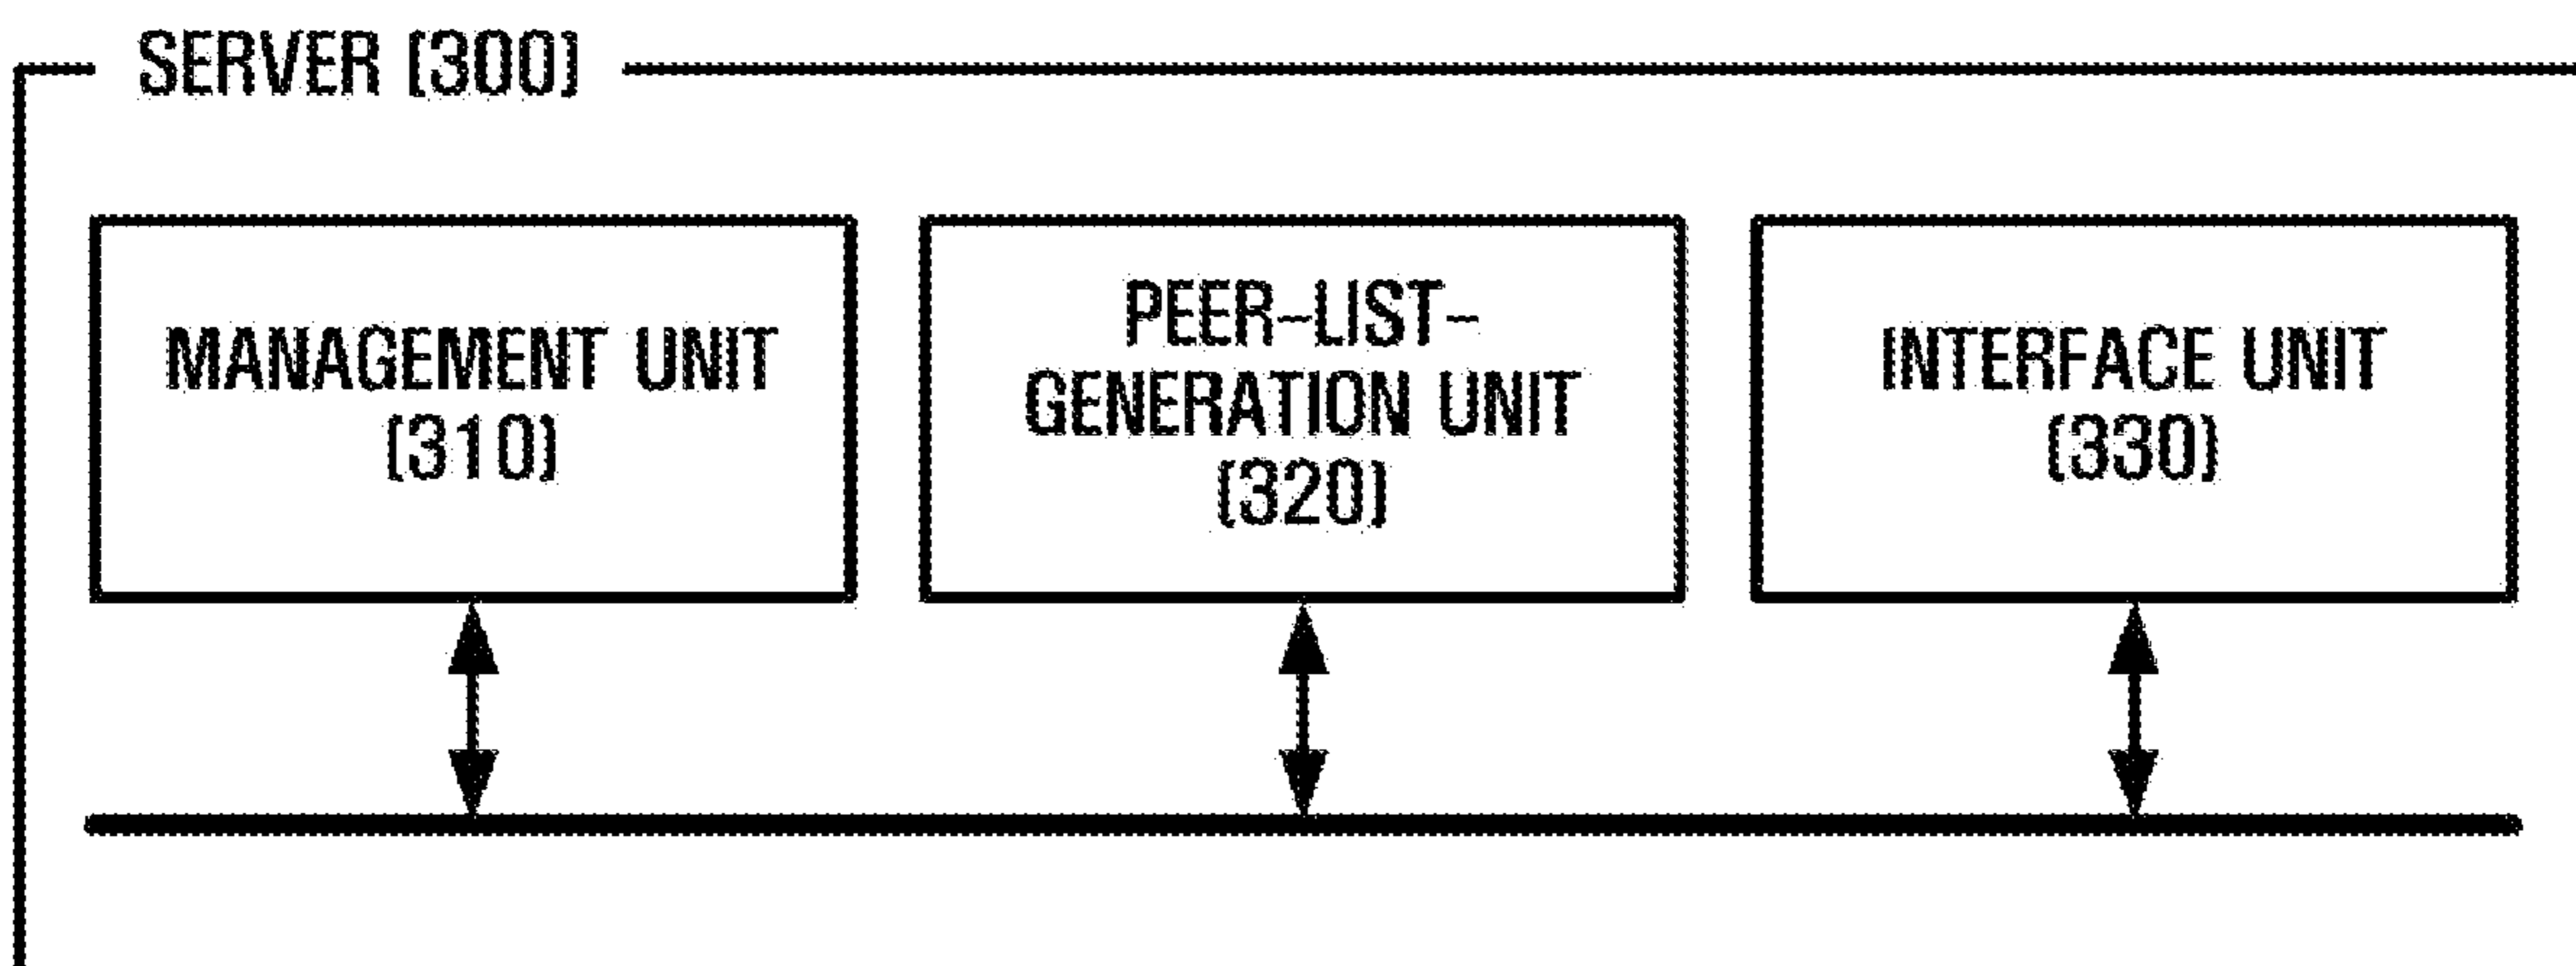 SERVER (300)
MANAGEMENT UNIT
(310)
PEER-LIST-
GENERATION UNIT
(320)
INTERFACE UNIT
(330)